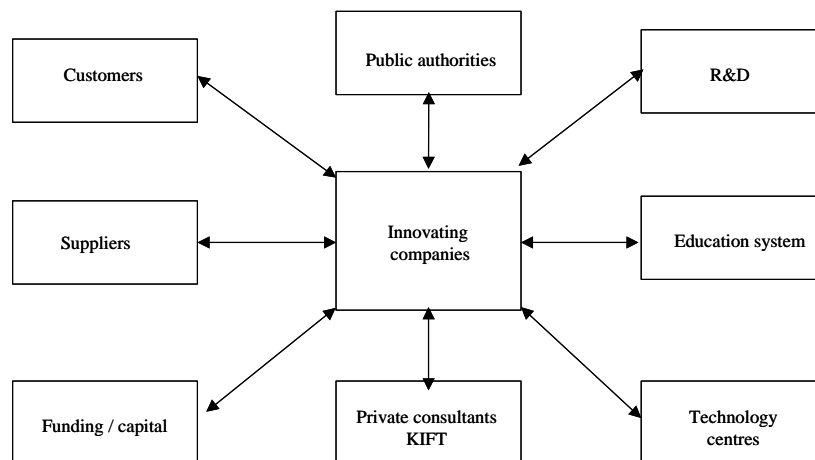 Customers
Public authorities
R&D
Suppliers
Innovating
companies
Education system
Funding / capital
Private consultants
KIFT
Technology
centres